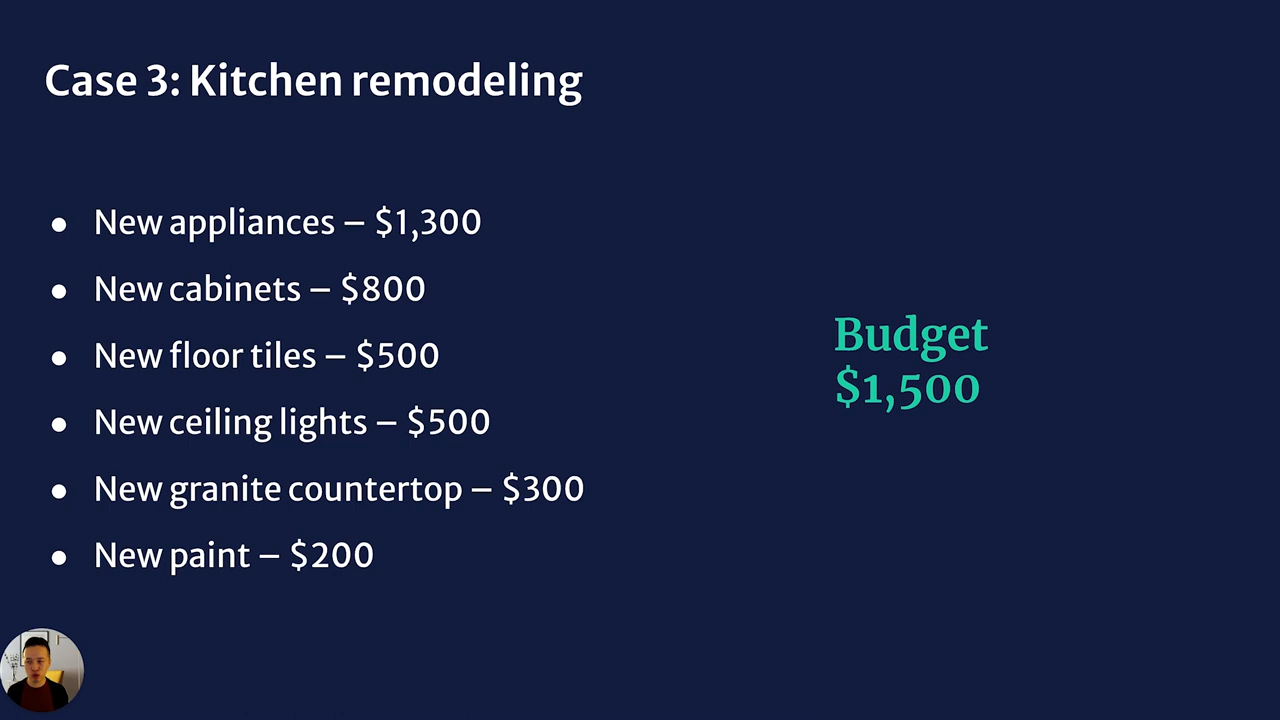 Case 3: Kitchen remodeling
● New appliances – $1,300
● New cabinets – $800
● New floor tiles – $500
● New ceiling lights – $500
● New granite countertop – $300
● New paint – $200
Budget
$1,500